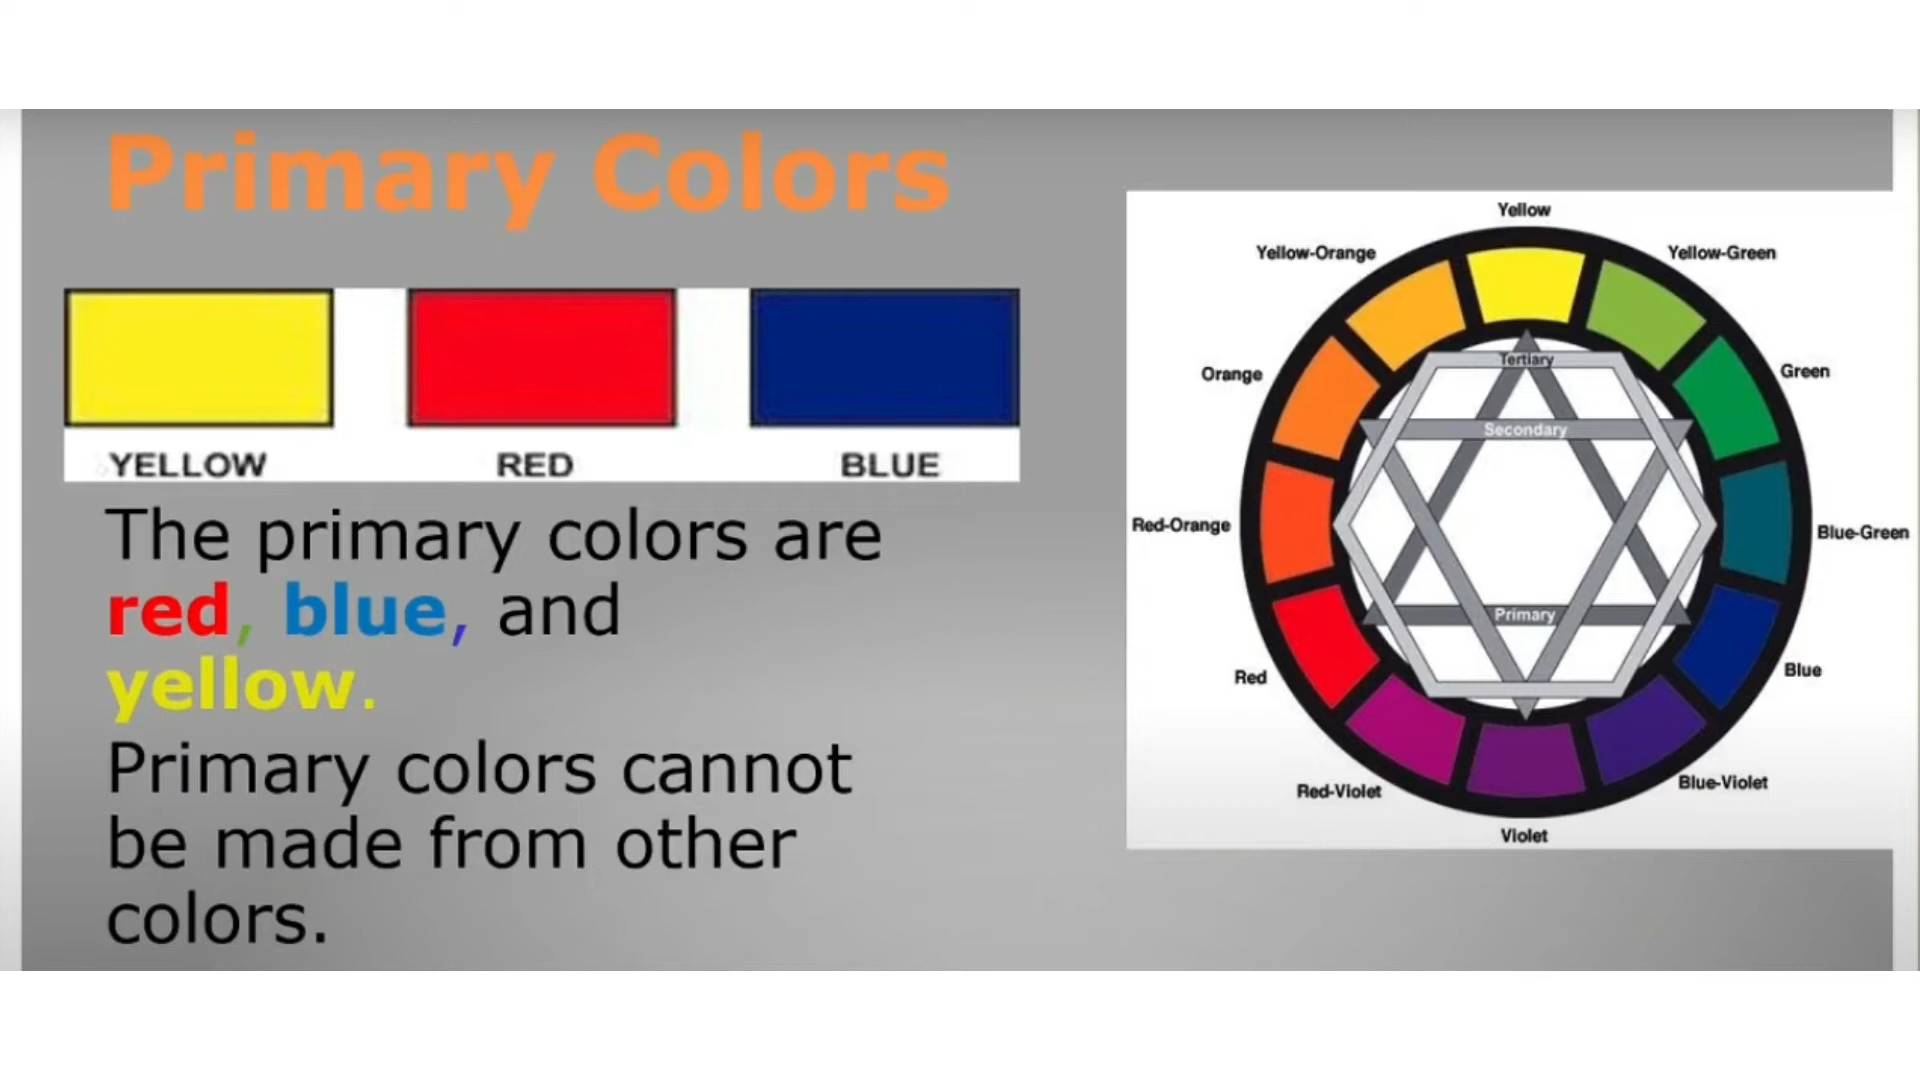 Primary Colors
YELLOW RED BLUE
The primary colors are
red, blue, and
yellow.
Primary colors cannot
be made from other
colors.
Yellow
Yellow-Orange Yellow-Green
Orange Green
Red-Orange Blue-Green
Red Blue
Red-Violet Blue-Violet
Violet
Tertiary
Secondary
Primary